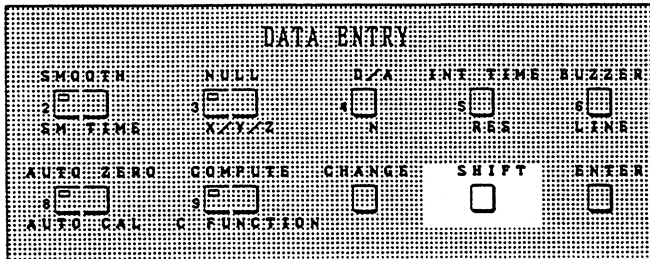 DATA ENTRY
SMOOTH NULL D/A INT TIME BUZZER
2 3 4 5 6
SM TIME X/Y/Z N RES LINE
AUTO ZERO COMPUTE CHANGE SHIFT ENTER
8 9
AUTO CAL C FUNCTION